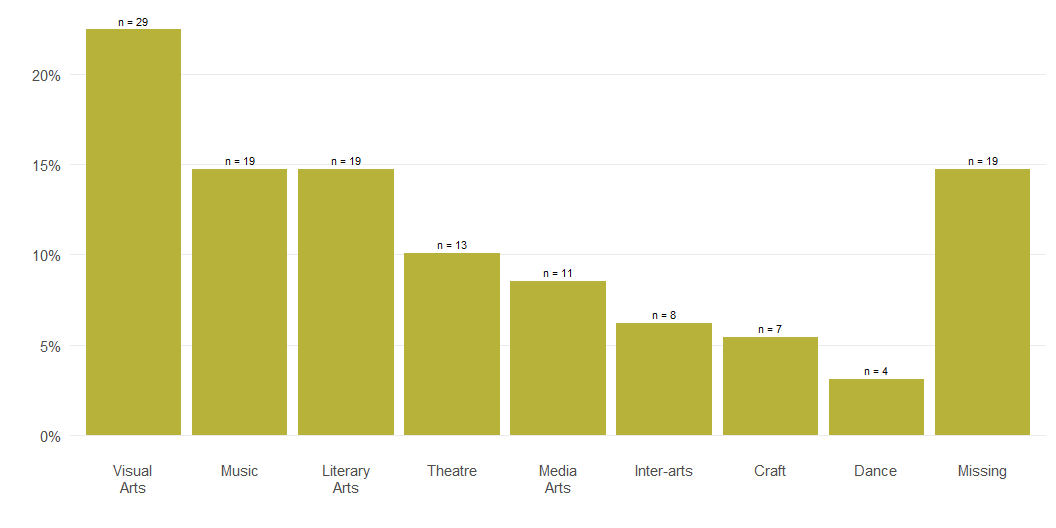 n = 29
20%
15%
10%
5%
0%
n = 19
n = 19
n = 13
n = 11
n = 8
n = 7
n = 4
n = 19
Visual
Arts
Music
Literary
Arts
Theatre
Media
Arts
Inter-arts
Craft
Dance
Missing